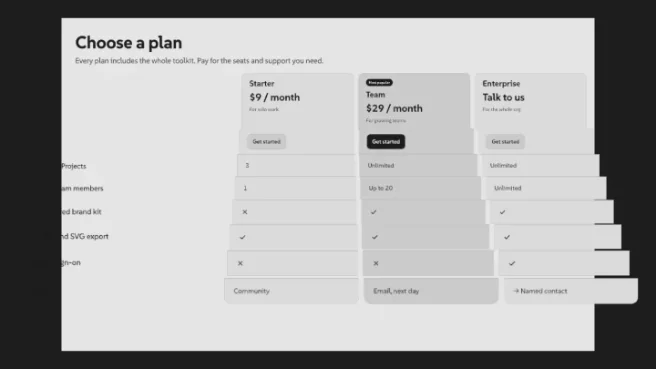 Choose a plan
Every plan includes the whole toolkit. Pay for the seats and support you need.
Starter
$9 / month
For solo work
Get started
Most popular
Team
$29 / month
For growing teams
Get started
Enterprise
Talk to us
For the whole org
Get started
Projects 3 Unlimited Unlimited
am members 1 Up to 20 Unlimited
ed brand kit ✕ ✓ ✓
nd SVG export ✓ ✓ ✓
gn-on ✕ ✕ ✓
Community Email, next day → Named contact